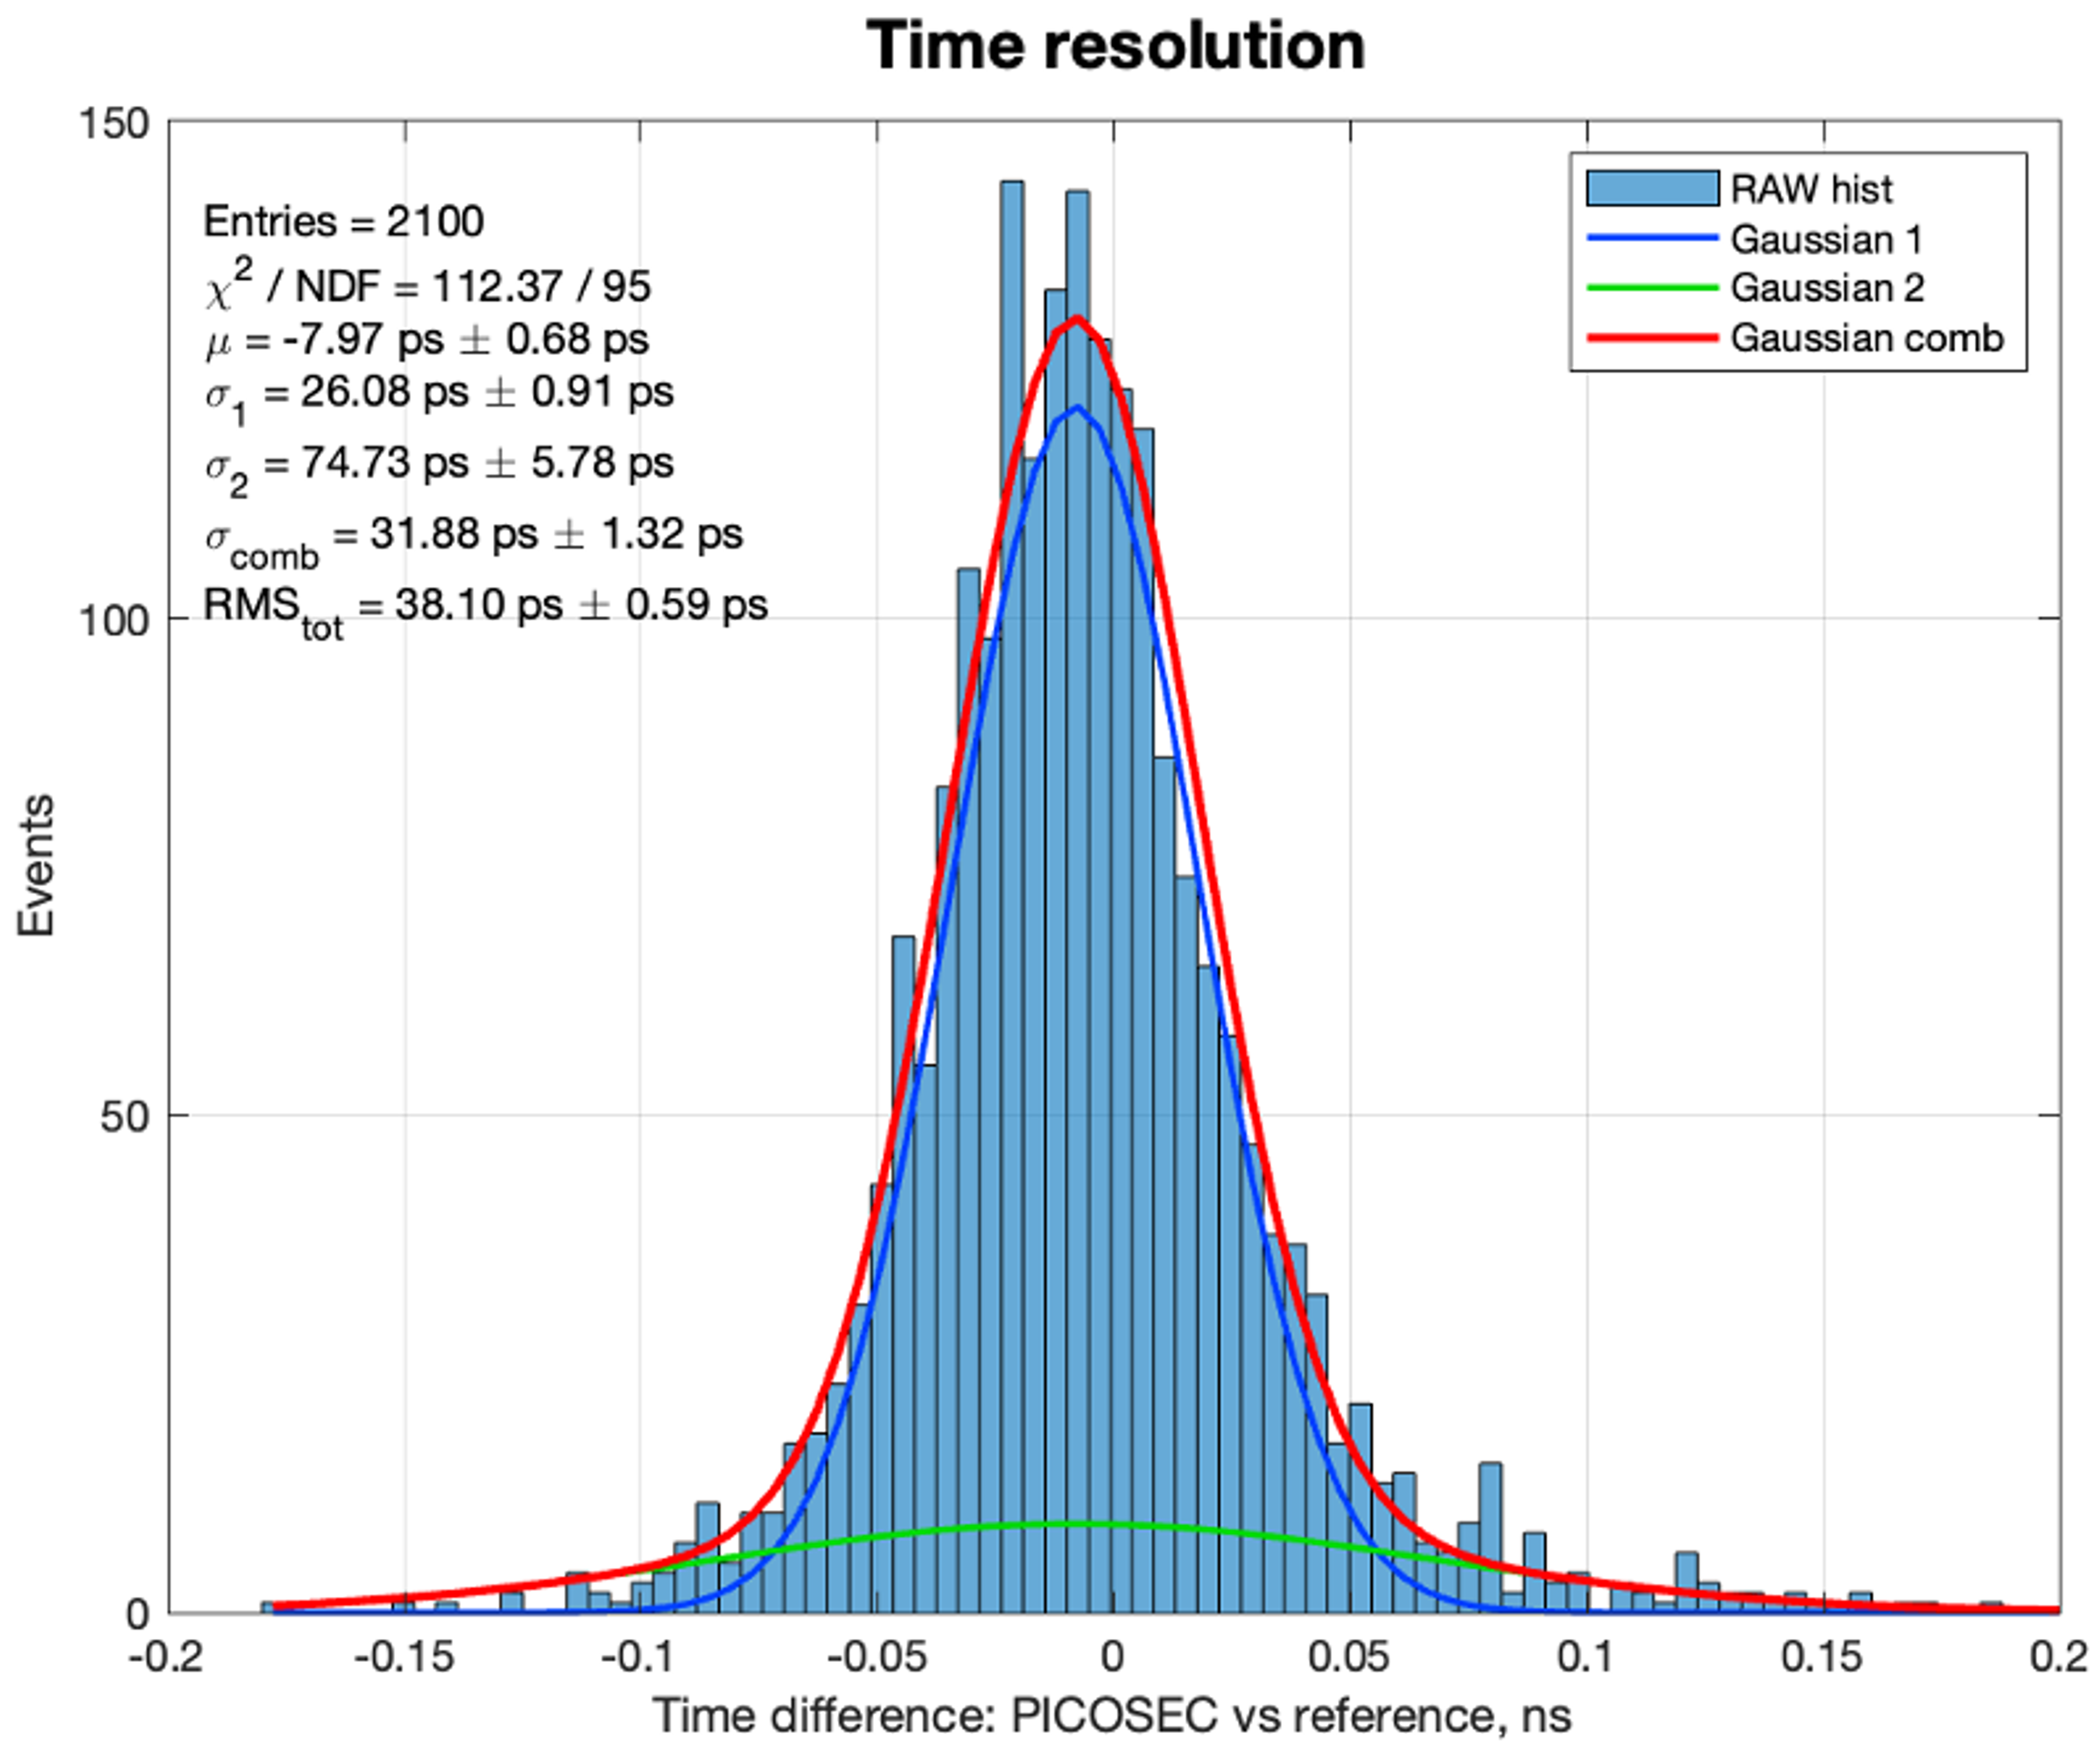 Time resolution
150
100
50
0
Events
Entries = 2100
χ² / NDF = 112.37 / 95
μ = -7.97 ps ± 0.68 ps
σ₁ = 26.08 ps ± 0.91 ps
σ₂ = 74.73 ps ± 5.78 ps
σcomb = 31.88 ps ± 1.32 ps
RMStot = 38.10 ps ± 0.59 ps
RAW hist
Gaussian 1
Gaussian 2
Gaussian comb
-0.2 -0.15 -0.1 -0.05 0 0.05 0.1 0.15 0.2
Time difference: PICOSEC vs reference, ns